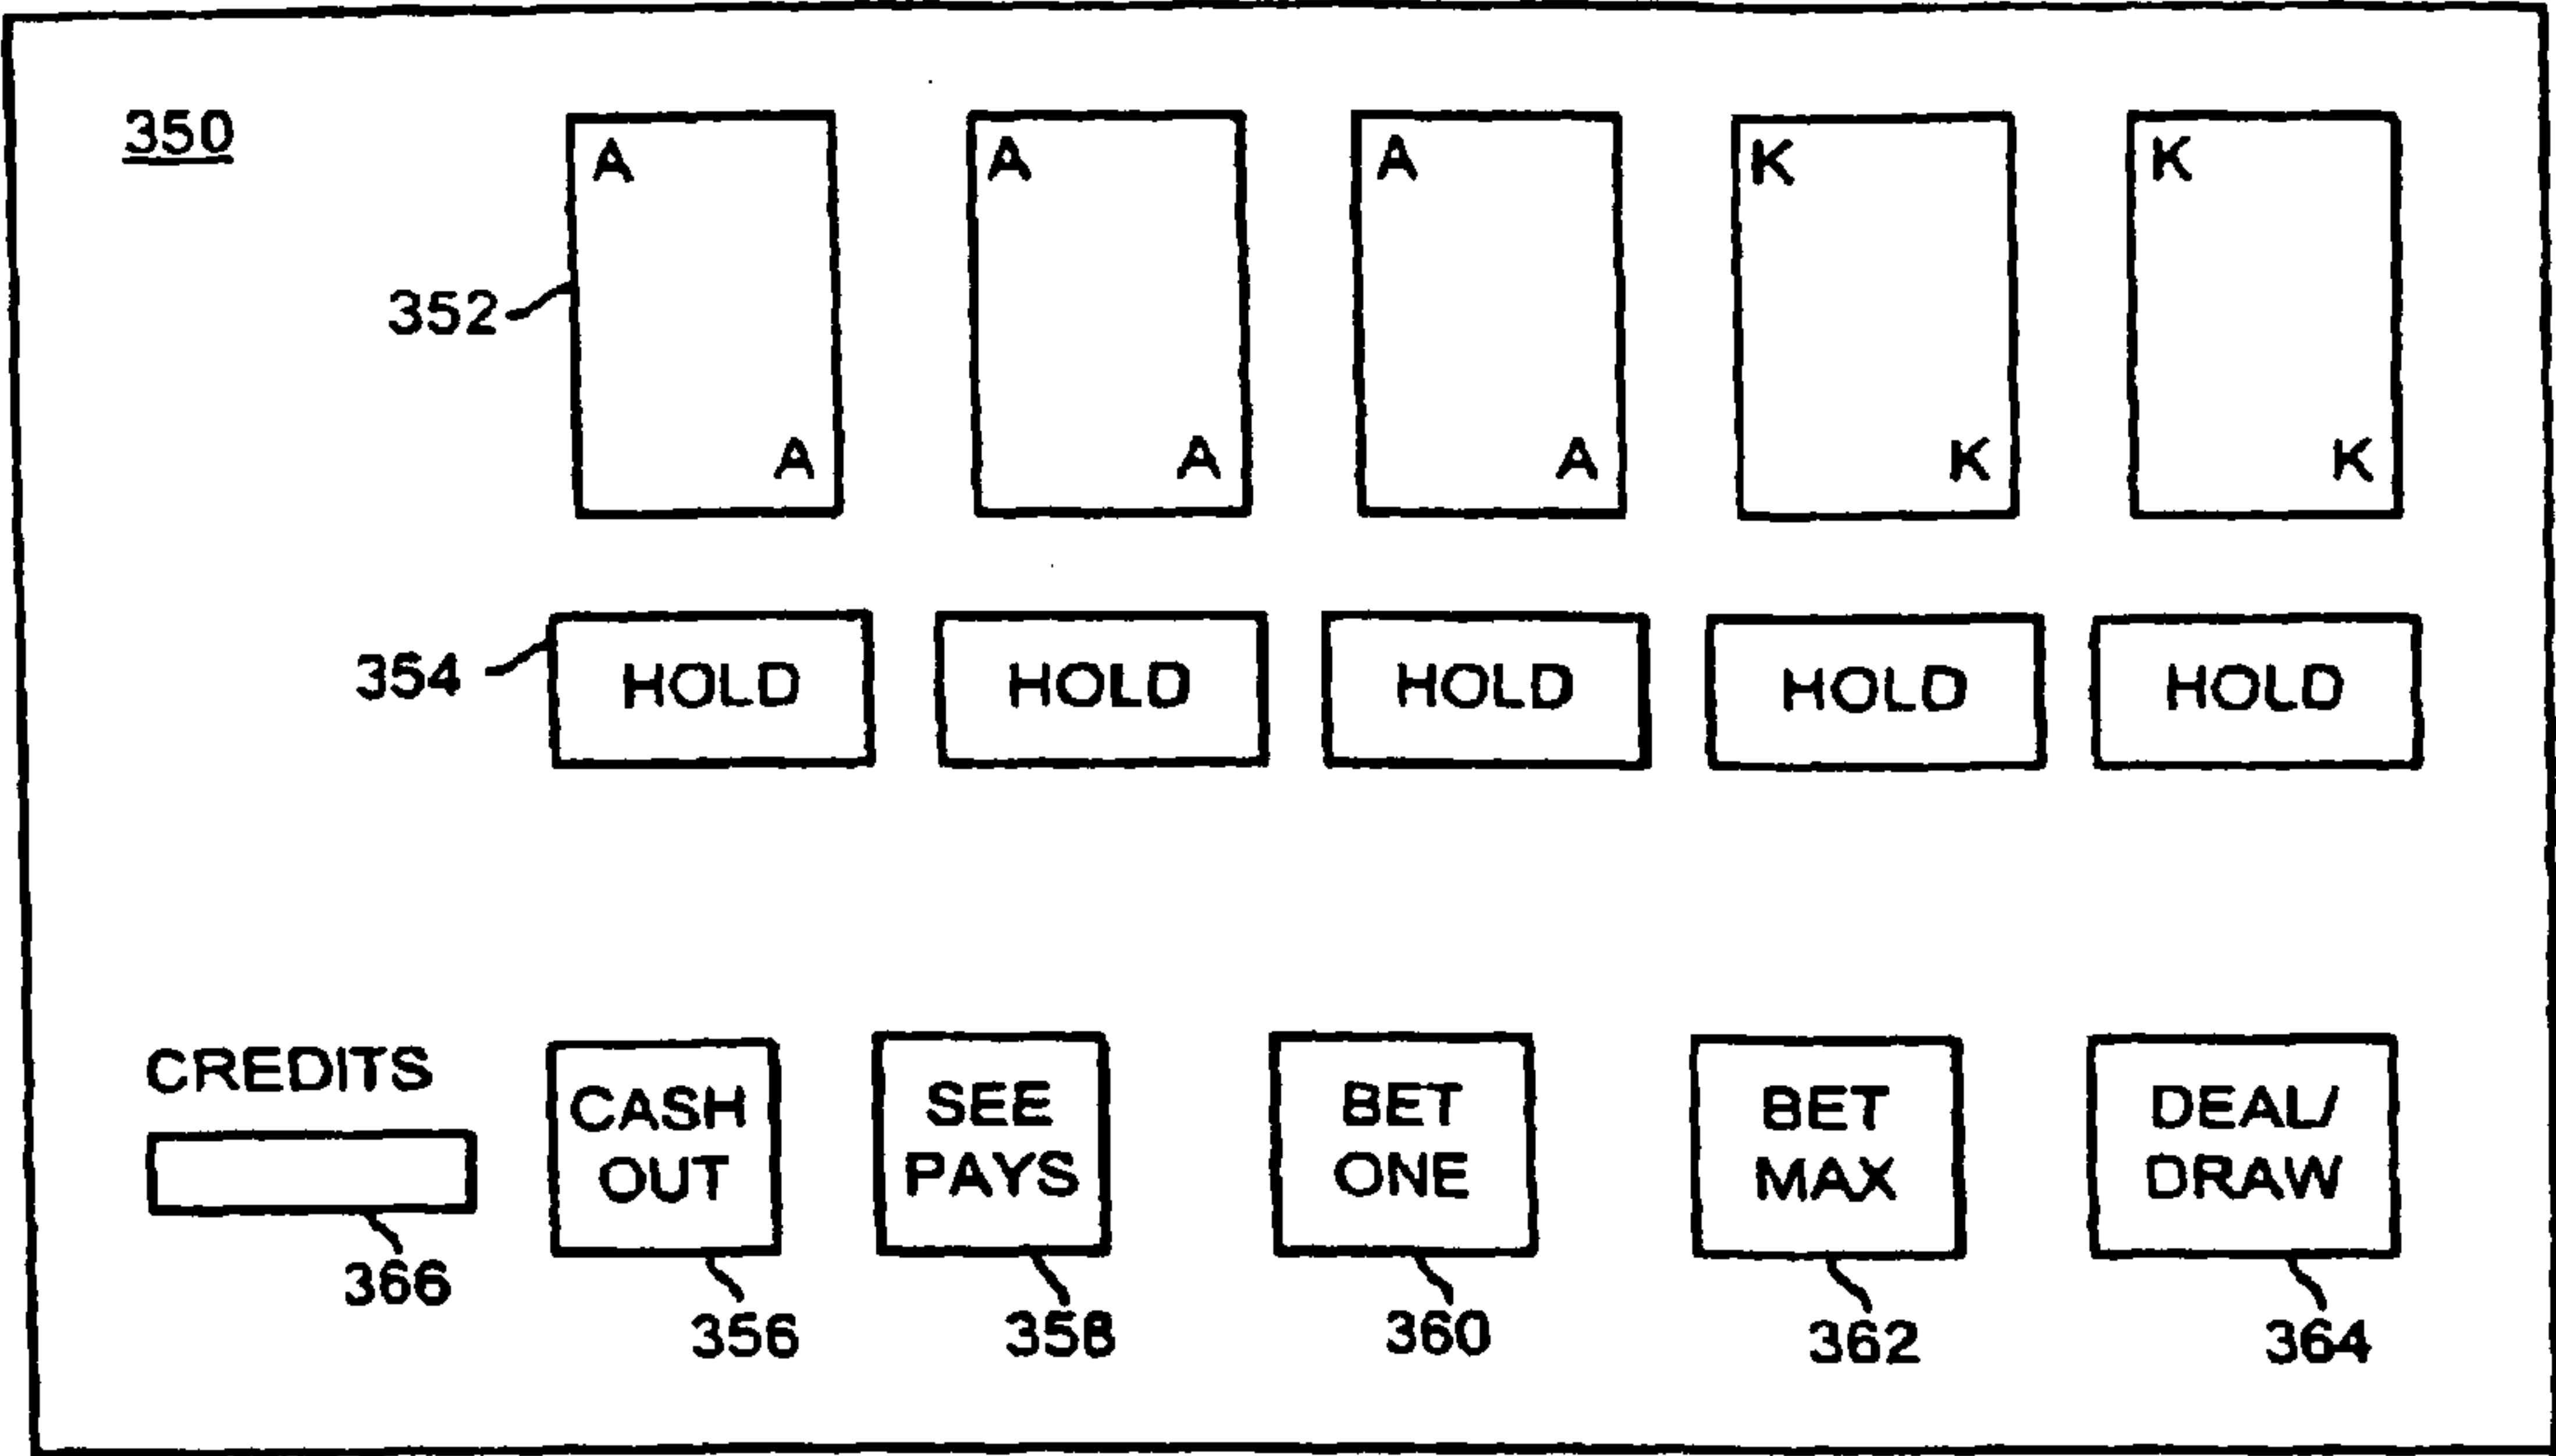 350
A A A K K
352
A A A K K
354 HOLD HOLD HOLD HOLD HOLD
CREDITS
CASH OUT
SEE PAYS
BET ONE
BET MAX
DEAL/ DRAW
366
356 358 360 362 364